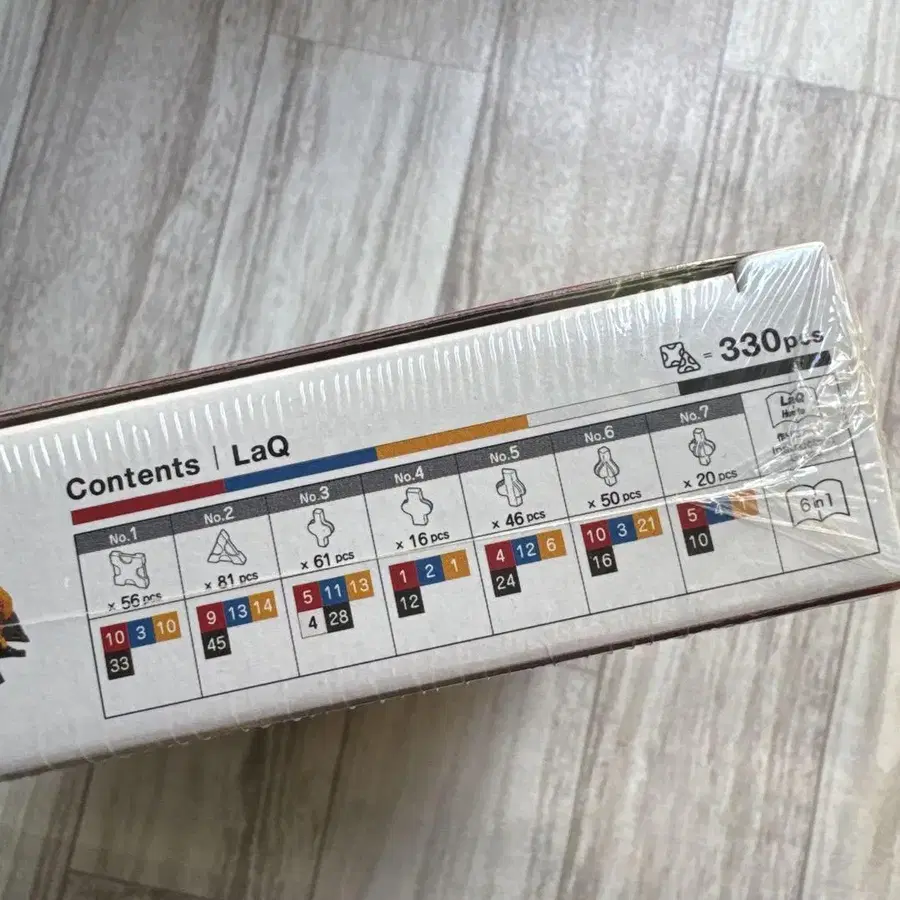 = 330pcs
Contents | LaQ
No.1 No.2 No.3 No.4 No.5 No.6 No.7
× 56 pcs × 81 pcs × 61 pcs × 16 pcs × 46 pcs × 50 pcs × 20 pcs
10 3 10 9 13 14 5 11 13 1 2 1 4 12 6 10 3 21 5 4
33 45 4 28 12 24 16 10
LaQ
6 in 1